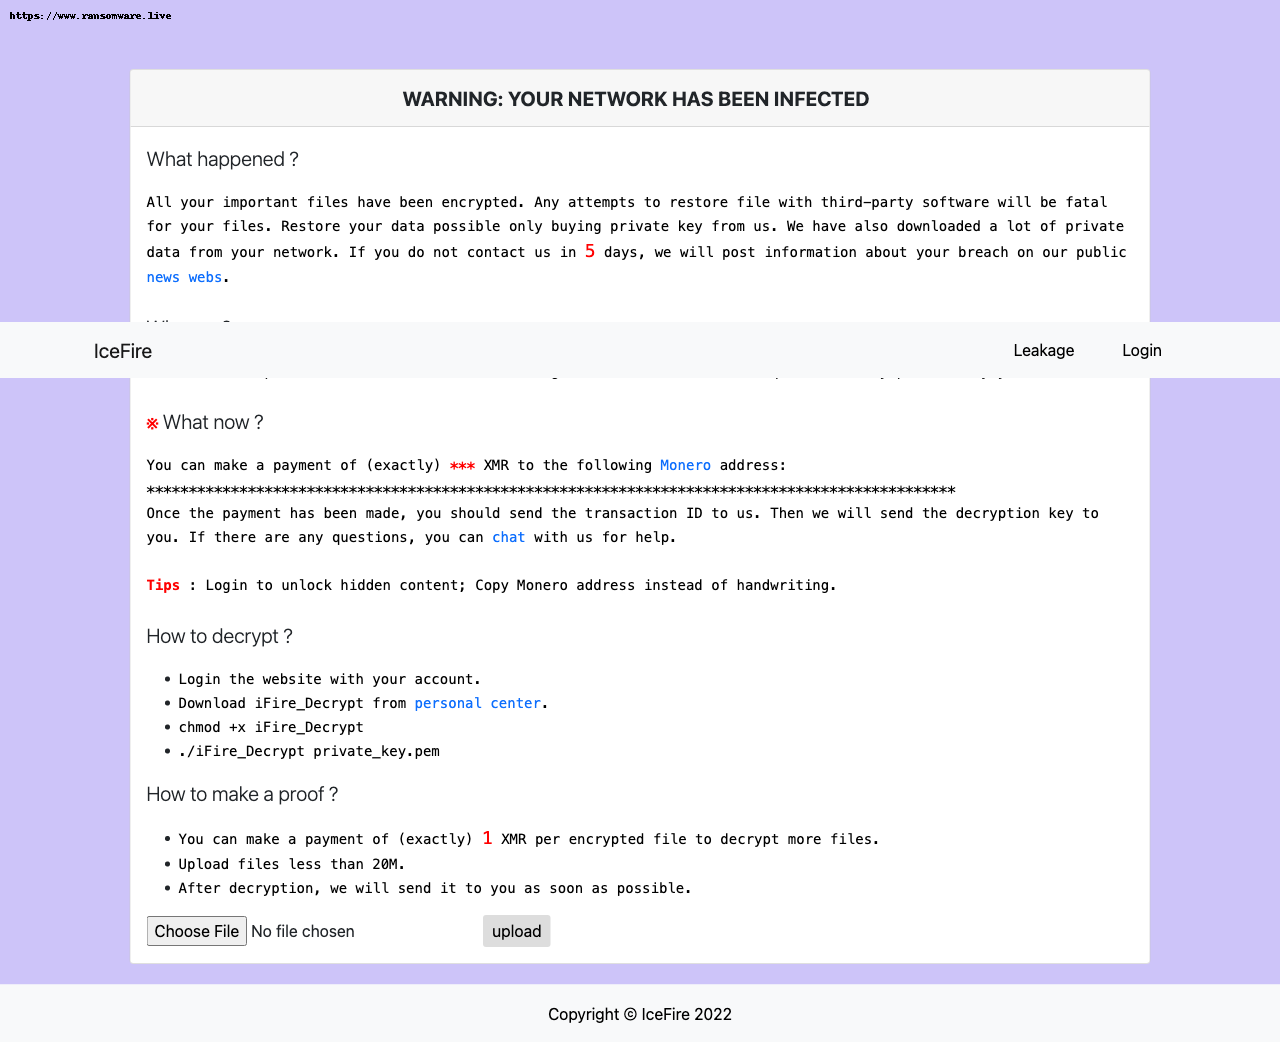 https://www.ransomware.live
WARNING: YOUR NETWORK HAS BEEN INFECTED
What happened ?
All your important files have been encrypted. Any attempts to restore file with third-party software will be fatal
for your files. Restore your data possible only buying private key from us. We have also downloaded a lot of private
data from your network. If you do not contact us in 5 days, we will post information about your breach on our public
news webs.
IceFire Leakage Login
※ What now ?
You can make a payment of (exactly) *** XMR to the following Monero address:
************************************************************************************************
Once the payment has been made, you should send the transaction ID to us. Then we will send the decryption key to
you. If there are any questions, you can chat with us for help.
Tips : Login to unlock hidden content; Copy Monero address instead of handwriting.
How to decrypt ?
• Login the website with your account.
• Download iFire_Decrypt from personal center.
• chmod +x iFire_Decrypt
• ./iFire_Decrypt private_key.pem
How to make a proof ?
• You can make a payment of (exactly) 1 XMR per encrypted file to decrypt more files.
• Upload files less than 20M.
• After decryption, we will send it to you as soon as possible.
Choose File No file chosen upload
Copyright © IceFire 2022